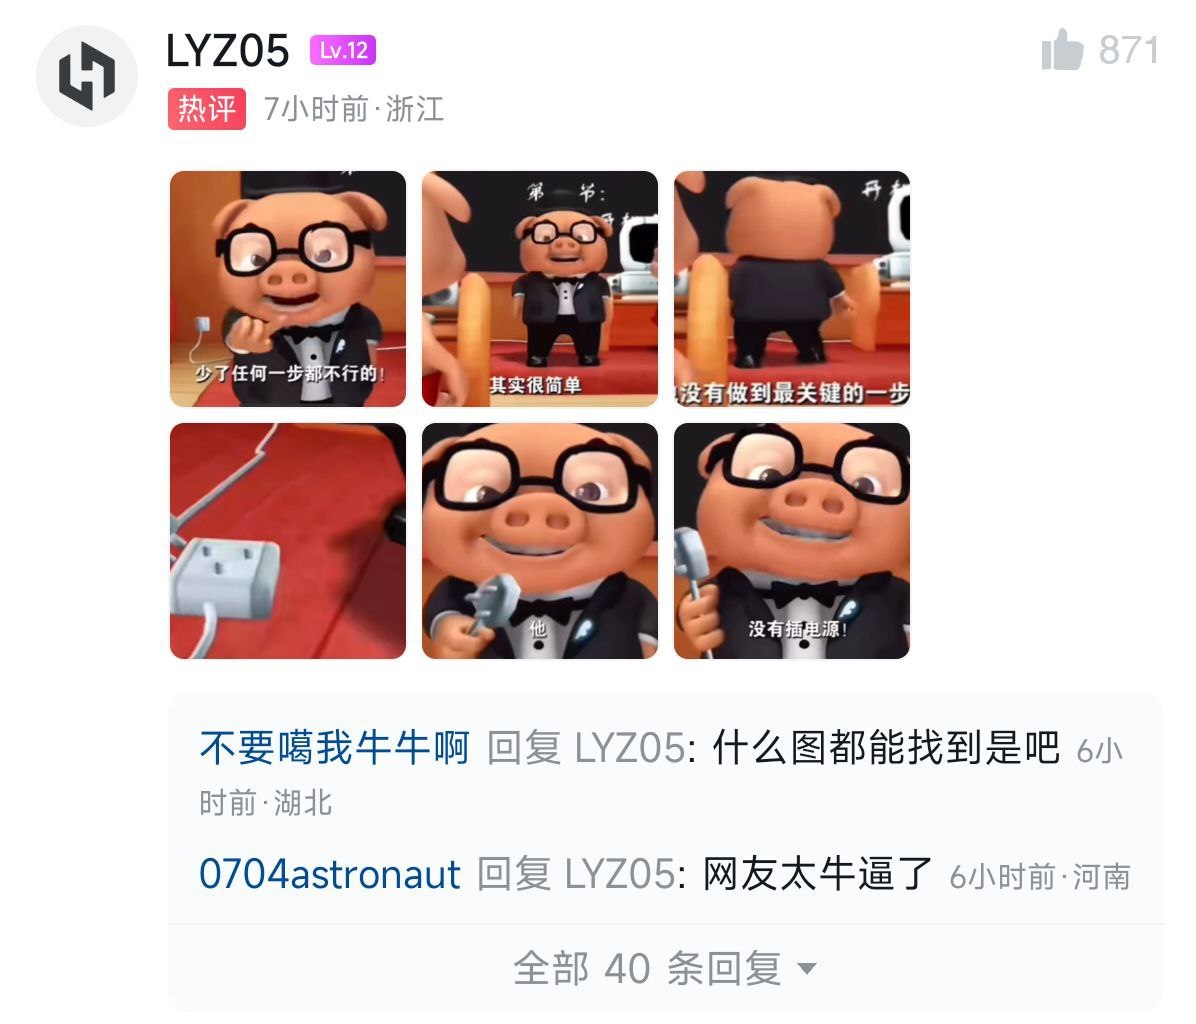 LYZ05 Lv.12
871
热评 7小时前·浙江
少了任何一步都不行的!
第 节:
其实很简单
没有做到最关键的一步
他
没有插电源!
不要噶我牛牛啊 回复 LYZ05: 什么图都能找到是吧 6小
时前·湖北
0704astronaut 回复 LYZ05: 网友太牛逼了 6小时前·河南
全部 40 条回复